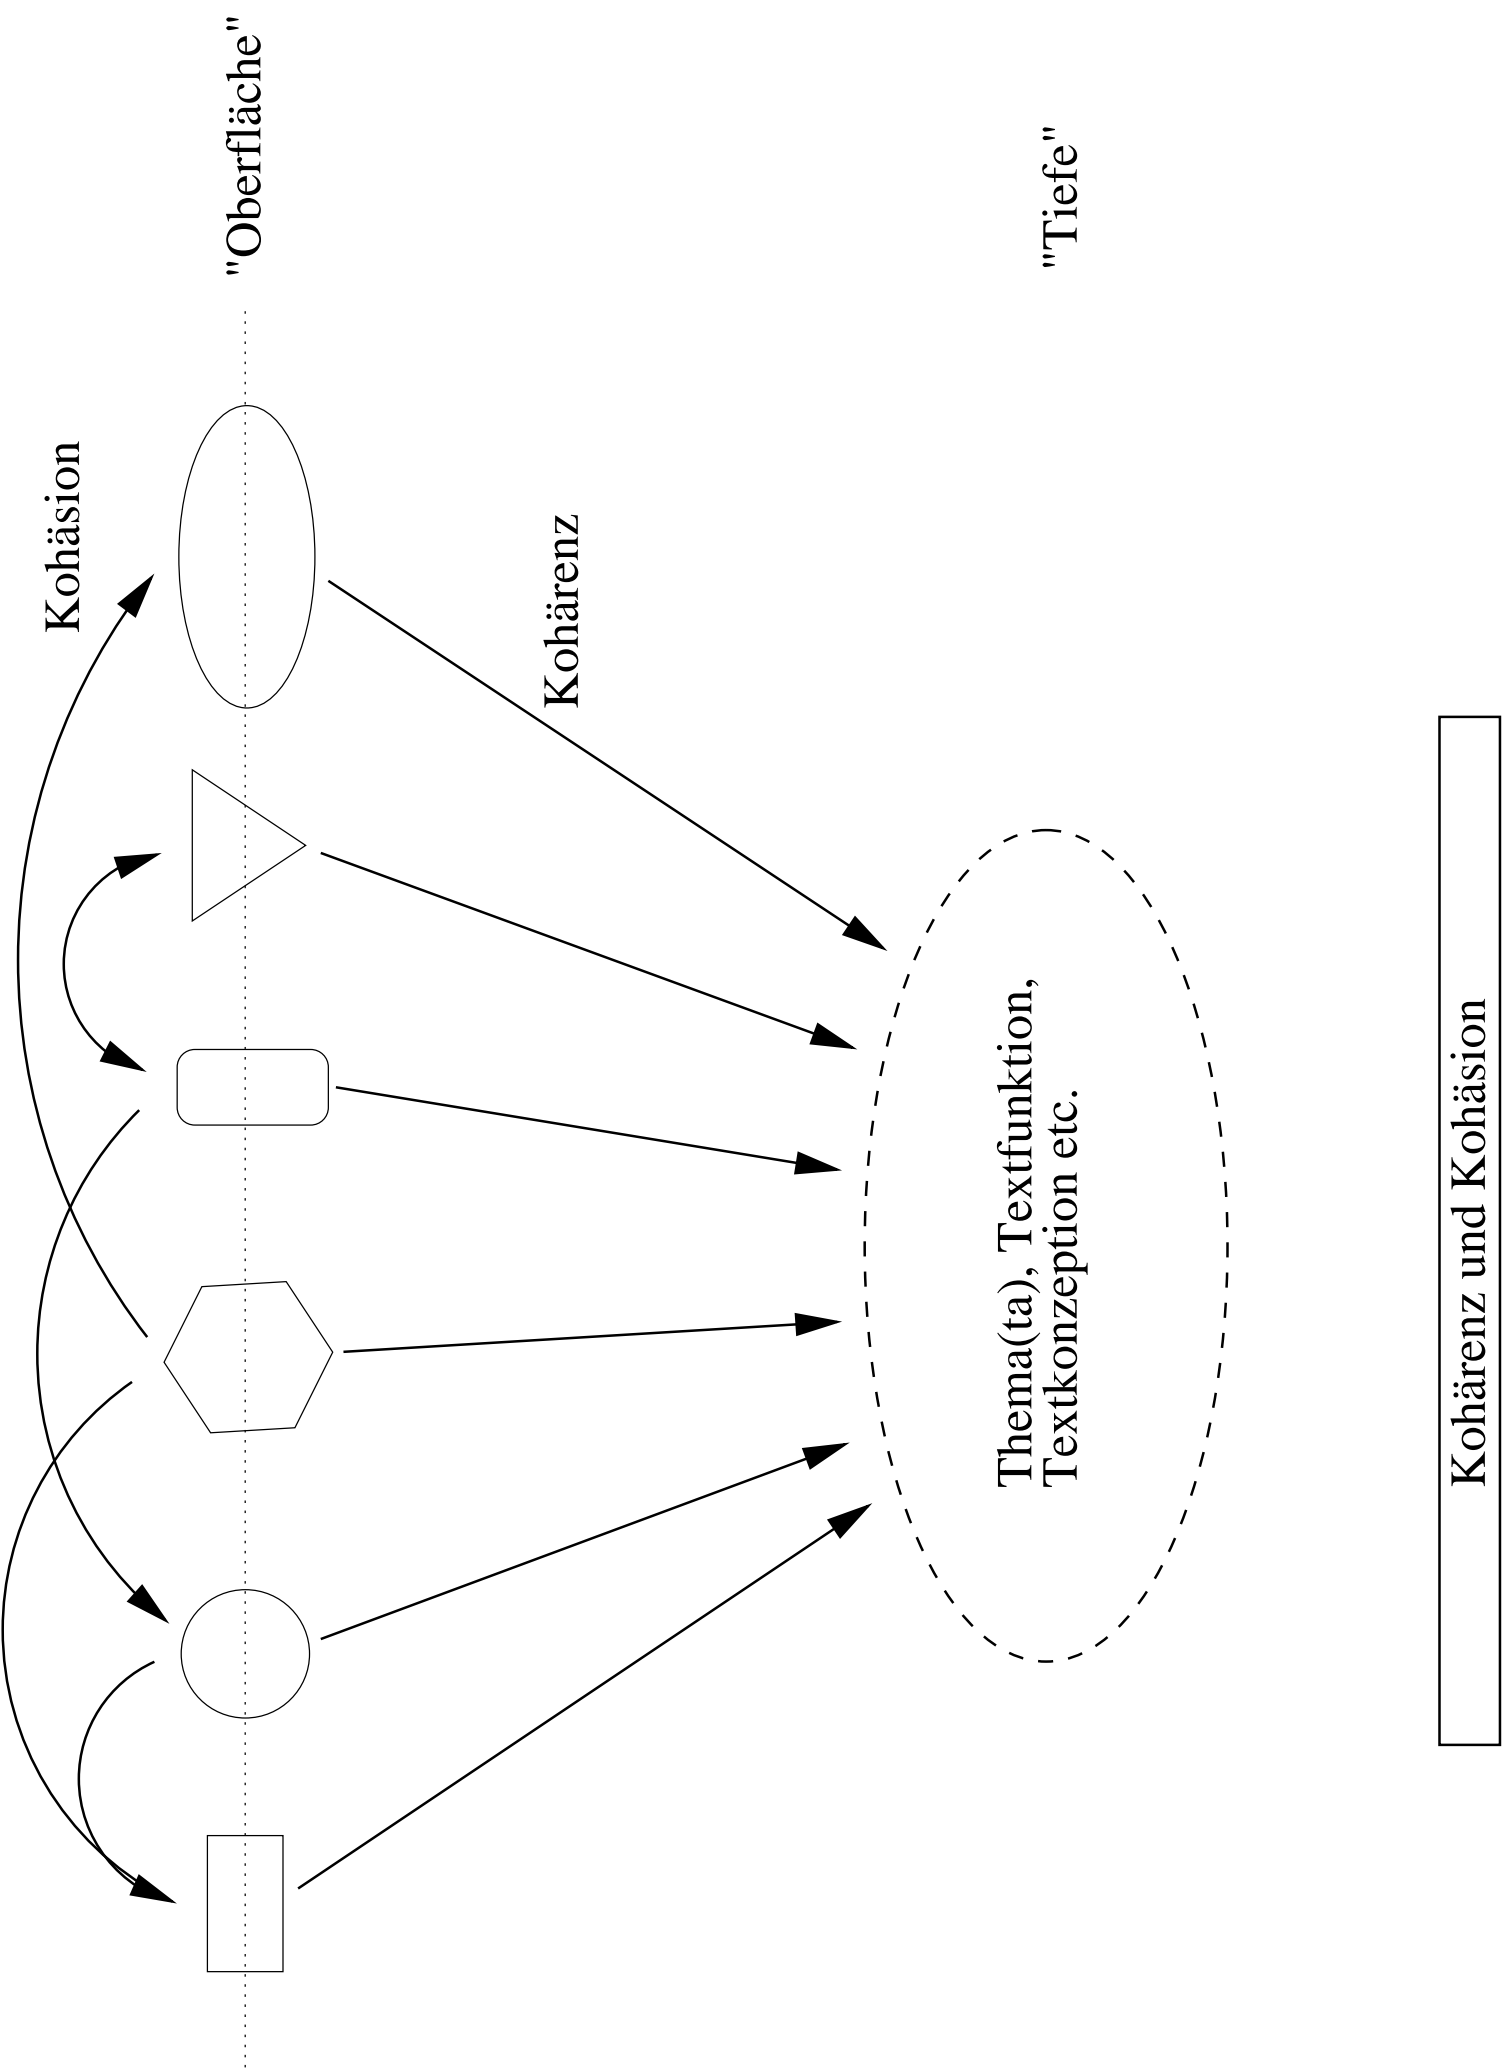 Kohäsion
"Oberfläche"
Kohärenz
Thema(ta), Textfunktion,
Textkonzeption etc.
"Tiefe"
Kohärenz und Kohäsion